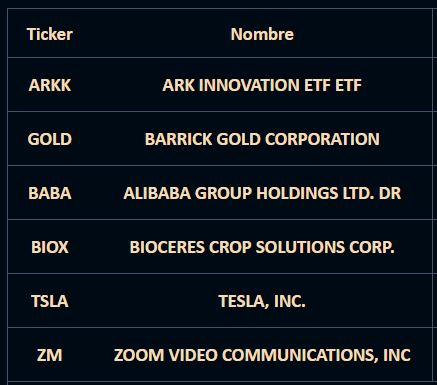 Ticker Nombre
ARKK ARK INNOVATION ETF ETF
GOLD BARRICK GOLD CORPORATION
BABA ALIBABA GROUP HOLDINGS LTD. DR
BIOX BIOCERES CROP SOLUTIONS CORP.
TSLA TESLA, INC.
ZM ZOOM VIDEO COMMUNICATIONS, INC